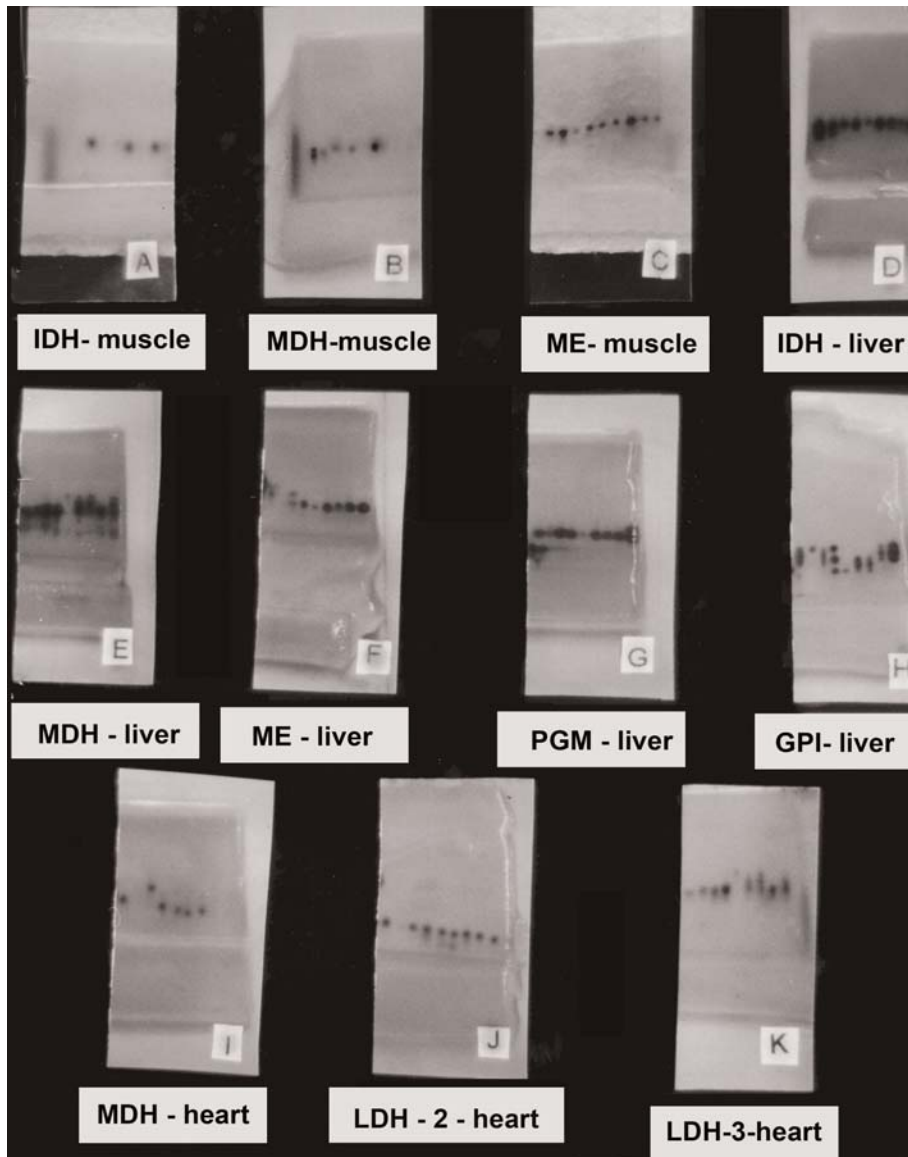 A
B
C
D
IDH- muscle
MDH-muscle
ME- muscle
IDH - liver
E
F
G
H
MDH - liver
ME - liver
PGM - liver
GPI- liver
I
J
K
MDH - heart
LDH - 2 - heart
LDH-3-heart